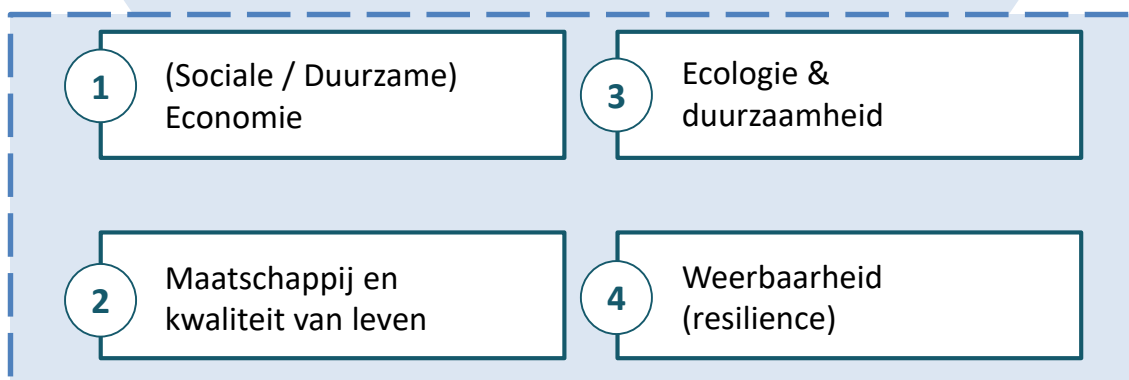 1
(Sociale / Duurzame)
Economie
2
Maatschappij en
kwaliteit van leven
3
Ecologie &
duurzaamheid
4
Weerbaarheid
(resilience)